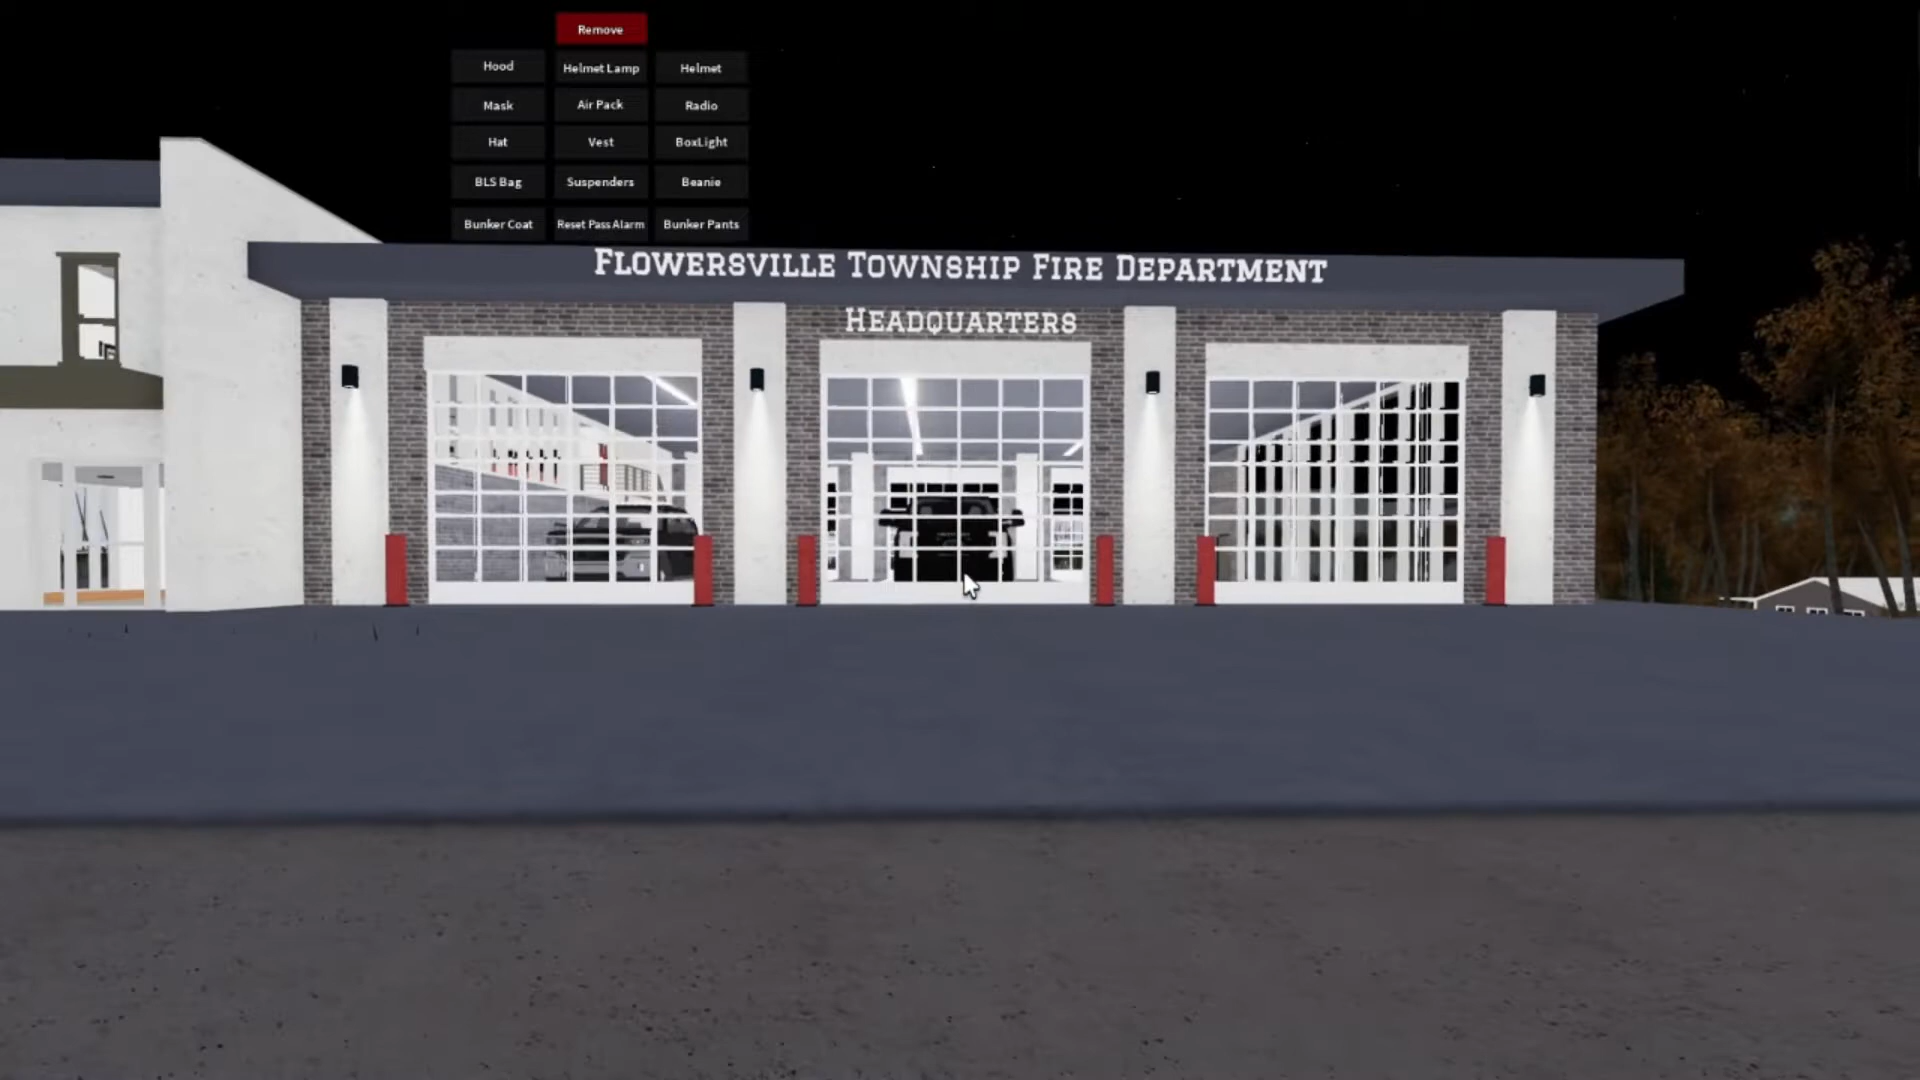 Remove
Hood Helmet Lamp Helmet
Mask Air Pack Radio
Hat Vest BoxLight
BLS Bag Suspenders Beanie
Bunker Coat Reset Pass Alarm Bunker Pants
FLOWERSVILLE TOWNSHIP FIRE DEPARTMENT
HEADQUARTERS